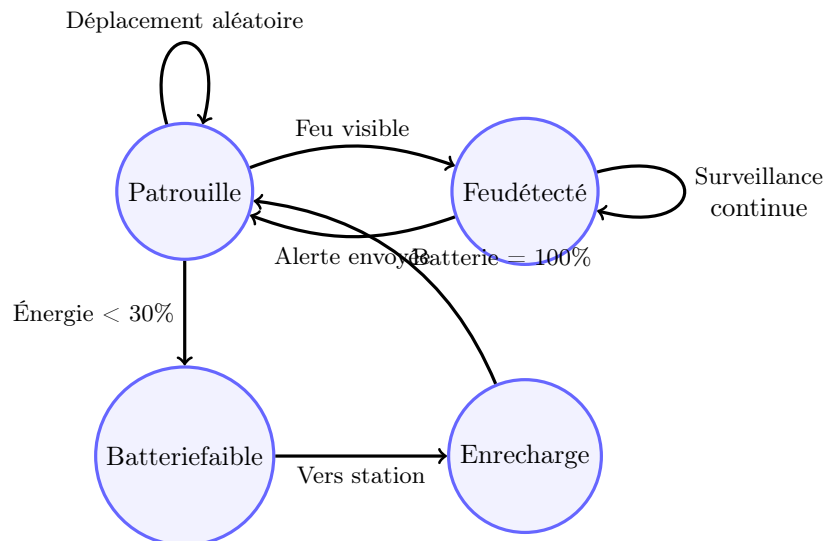 Déplacement aléatoire
Feu visible
Patrouille
Feudétecté
Surveillance
continue
Alerte envoyée
Batterie = 100%
Énergie < 30%
Batteriefaible
Enrecharge
Vers station